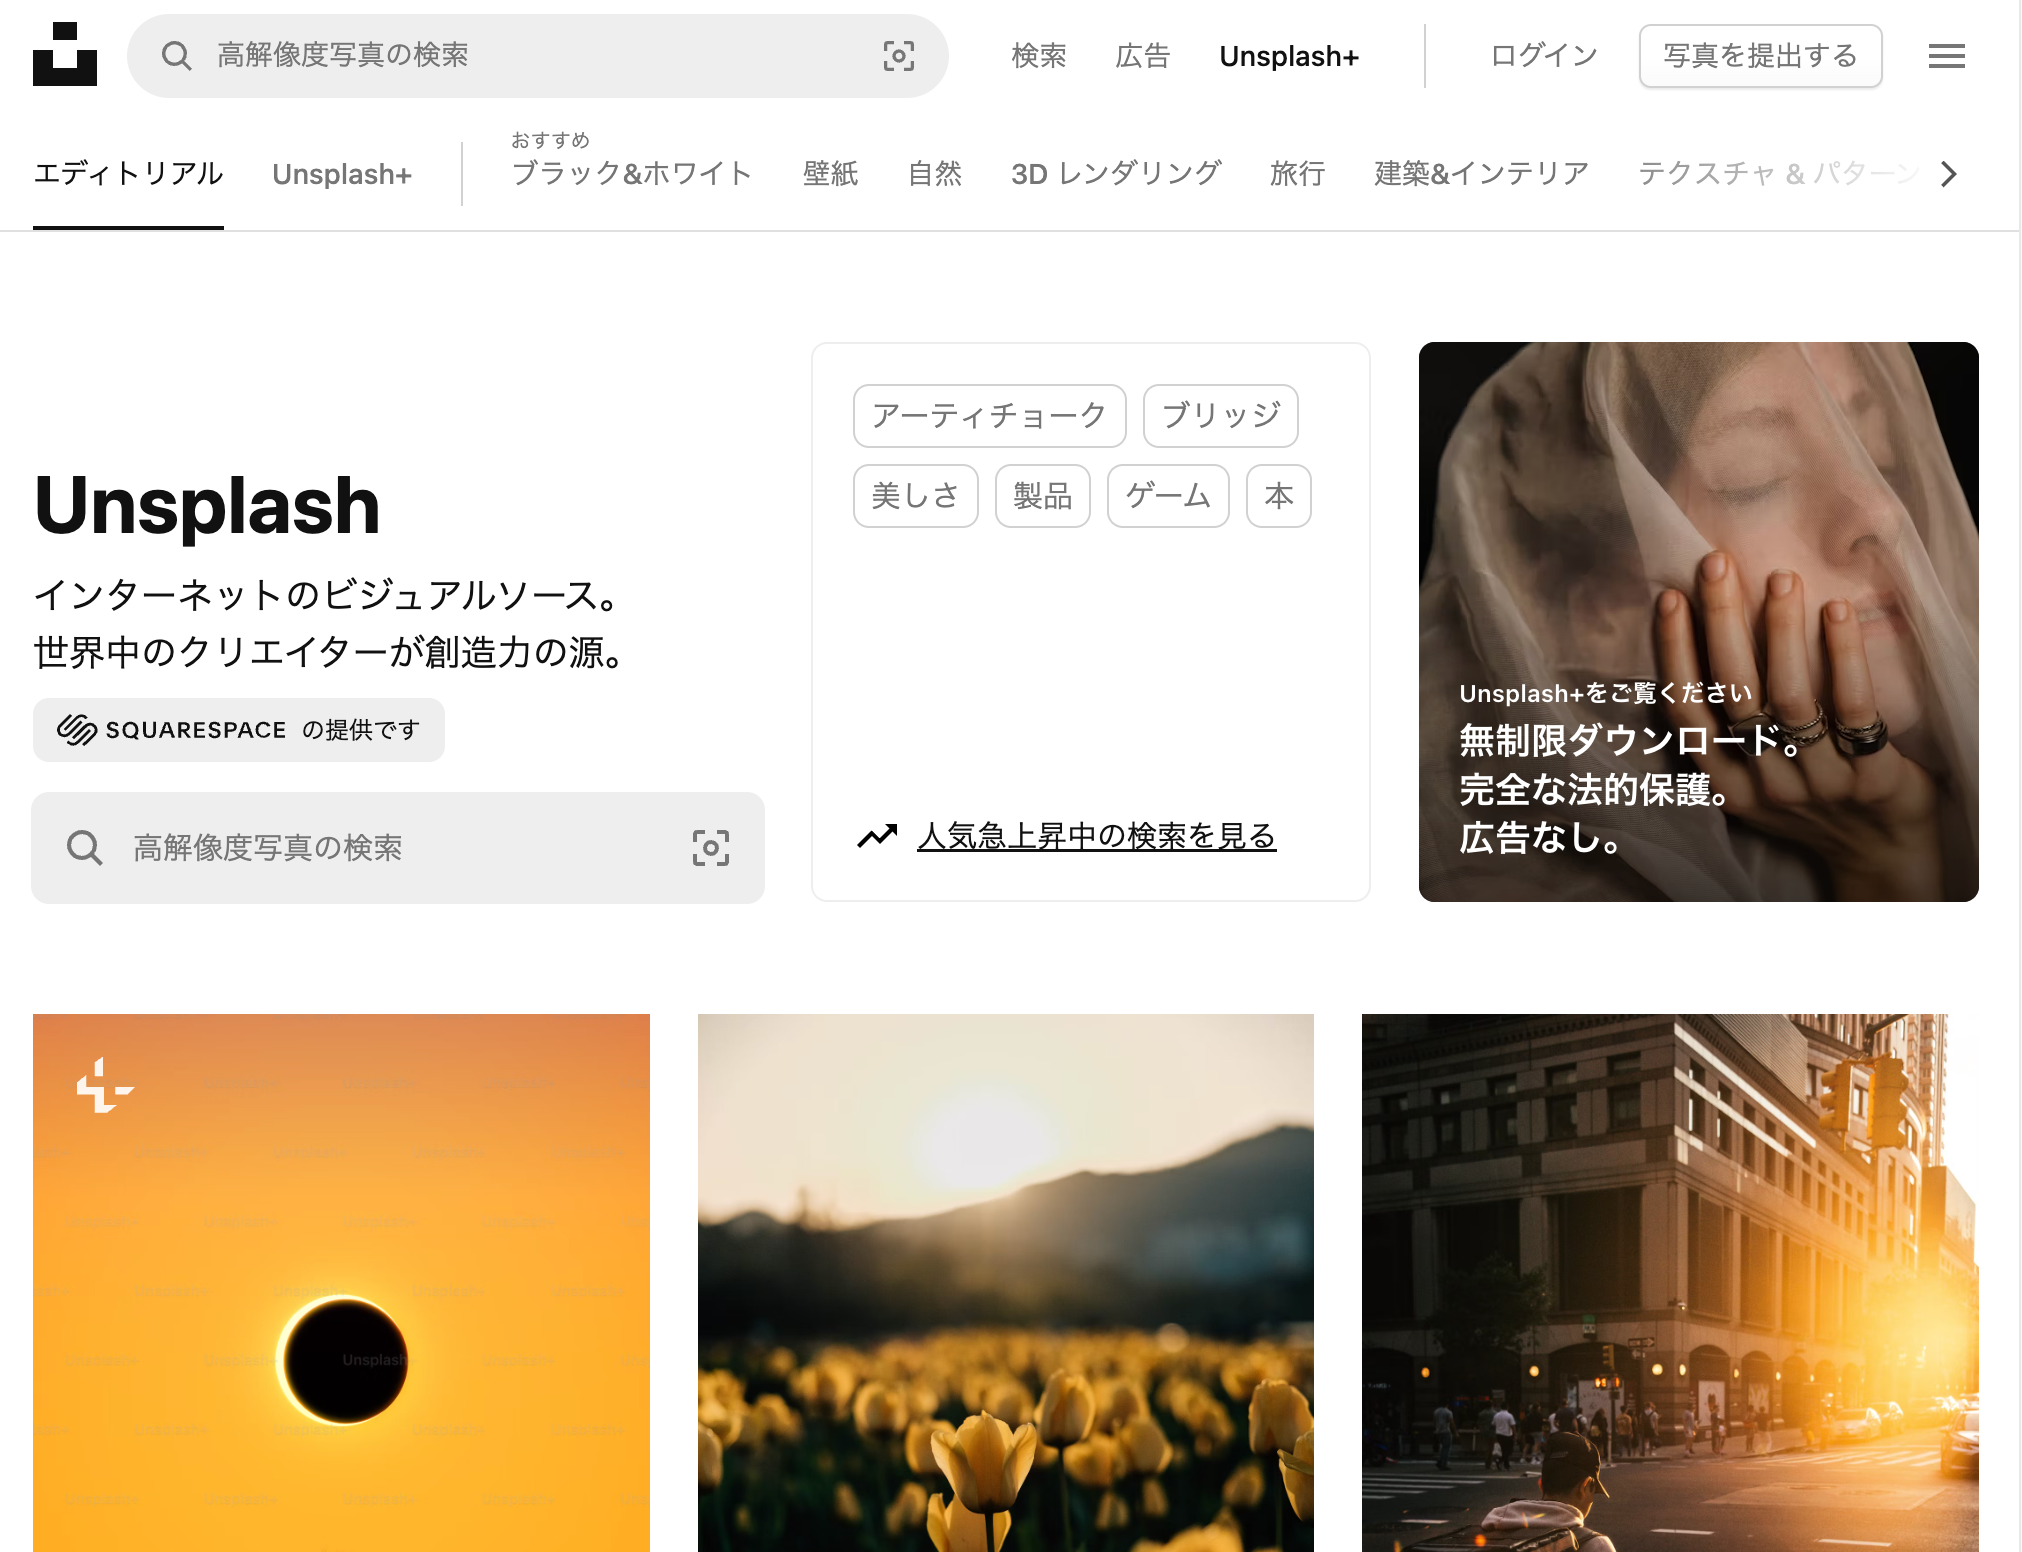 高解像度写真の検索
検索
広告
Unsplash+
ログイン
写真を提出する
エディトリアル
Unsplash+
おすすめ
ブラック&ホワイト
壁紙
自然
3D レンダリング
旅行
建築&インテリア
テクスチャ & パターン
Unsplash
インターネットのビジュアルソース。
世界中のクリエイターが創造力の源。
SQUARESPACE の提供です
高解像度写真の検索
アーティチョーク
ブリッジ
美しさ
製品
ゲーム
本
人気急上昇中の検索を見る
Unsplash+をご覧ください
無制限ダウンロード。
完全な法的保護。
広告なし。